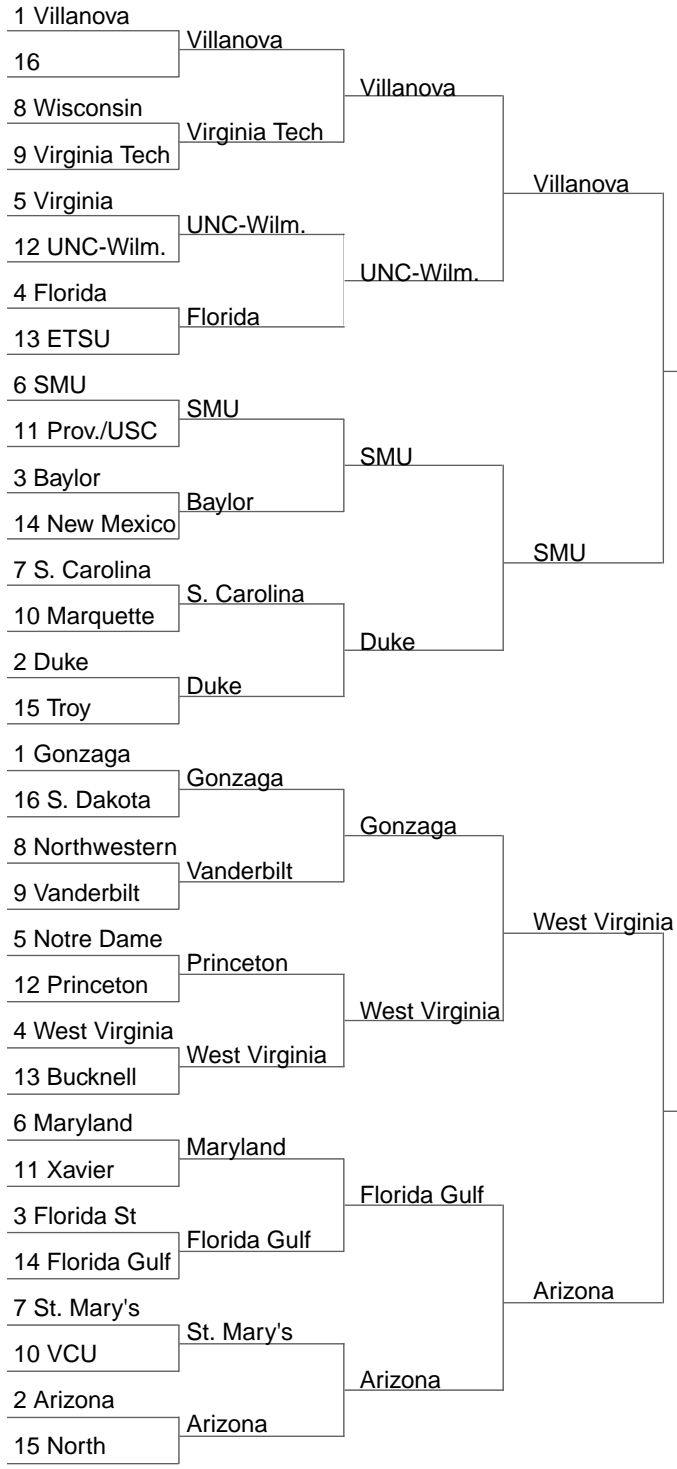 1 Villanova
16
8 Wisconsin
9 Virginia Tech
5 Virginia
12 UNC-Wilm.
4 Florida
13 ETSU
6 SMU
11 Prov./USC
3 Baylor
14 New Mexico
7 S. Carolina
10 Marquette
2 Duke
15 Troy
1 Gonzaga
16 S. Dakota
8 Northwestern
9 Vanderbilt
5 Notre Dame
12 Princeton
4 West Virginia
13 Bucknell
6 Maryland
11 Xavier
3 Florida St
14 Florida Gulf
7 St. Mary's
10 VCU
2 Arizona
15 North
Villanova
Virginia Tech
UNC-Wilm.
Florida
SMU
Baylor
S. Carolina
Duke
Gonzaga
Vanderbilt
Princeton
West Virginia
Maryland
Florida Gulf
St. Mary's
Arizona
Villanova
UNC-Wilm.
SMU
Duke
Gonzaga
West Virginia
Florida Gulf
Arizona
Villanova
SMU
West Virginia
Arizona